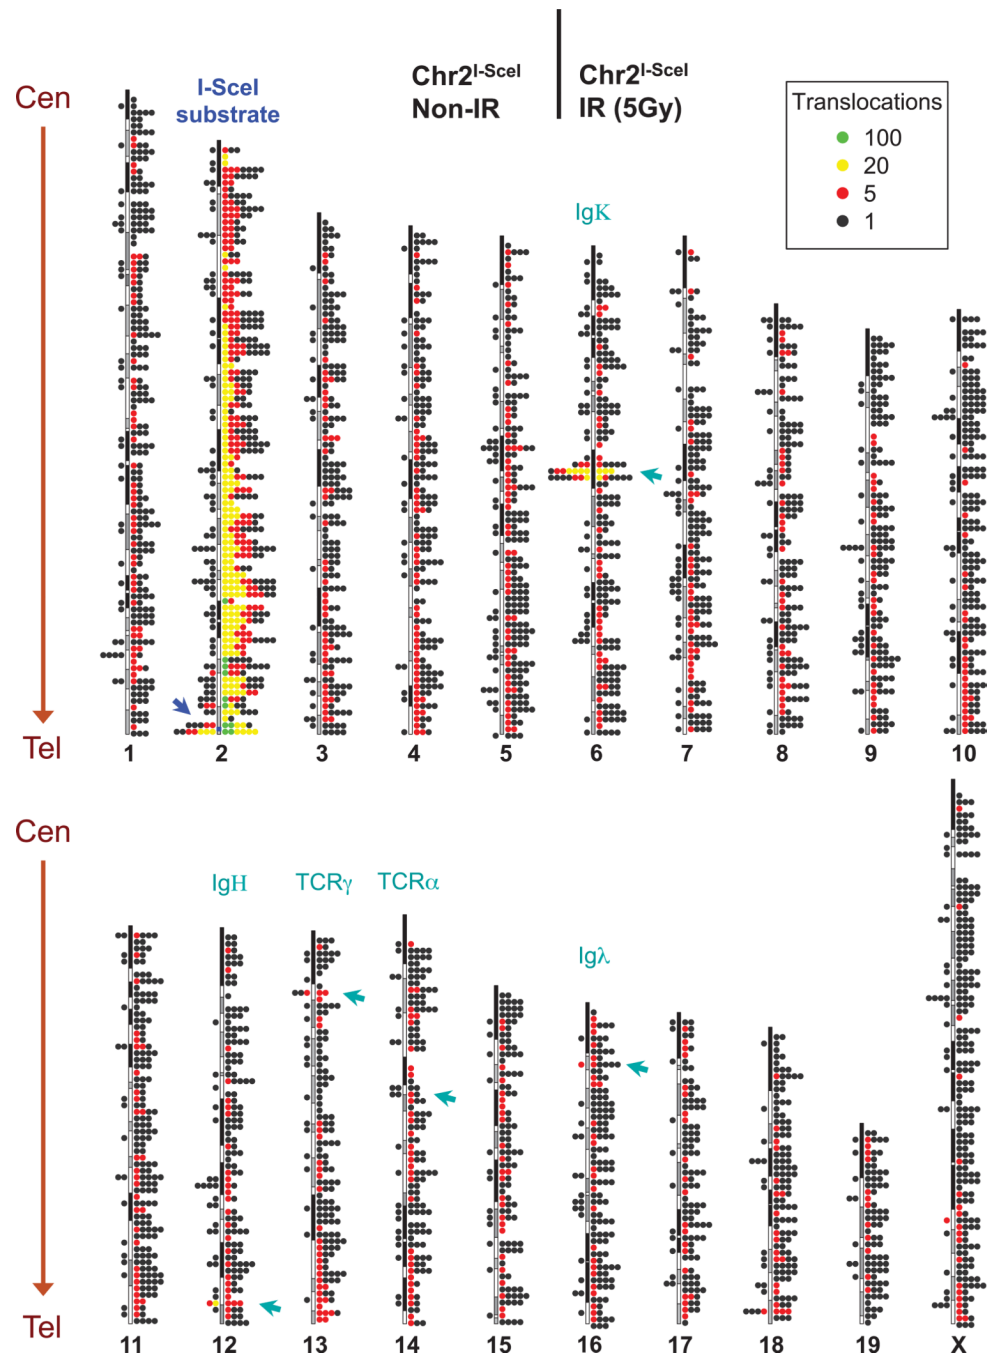 Cen
I-SceI
substrate
Chr2I-SceI
Non-IR
Chr2I-SceI
IR (5Gy)
Translocations
100
20
5
1
IgK
Tel
1 2 3 4 5 6 7 8 9 10
Cen
IgH
TCRγ
TCRα
Igλ
Tel
11 12 13 14 15 16 17 18 19 X